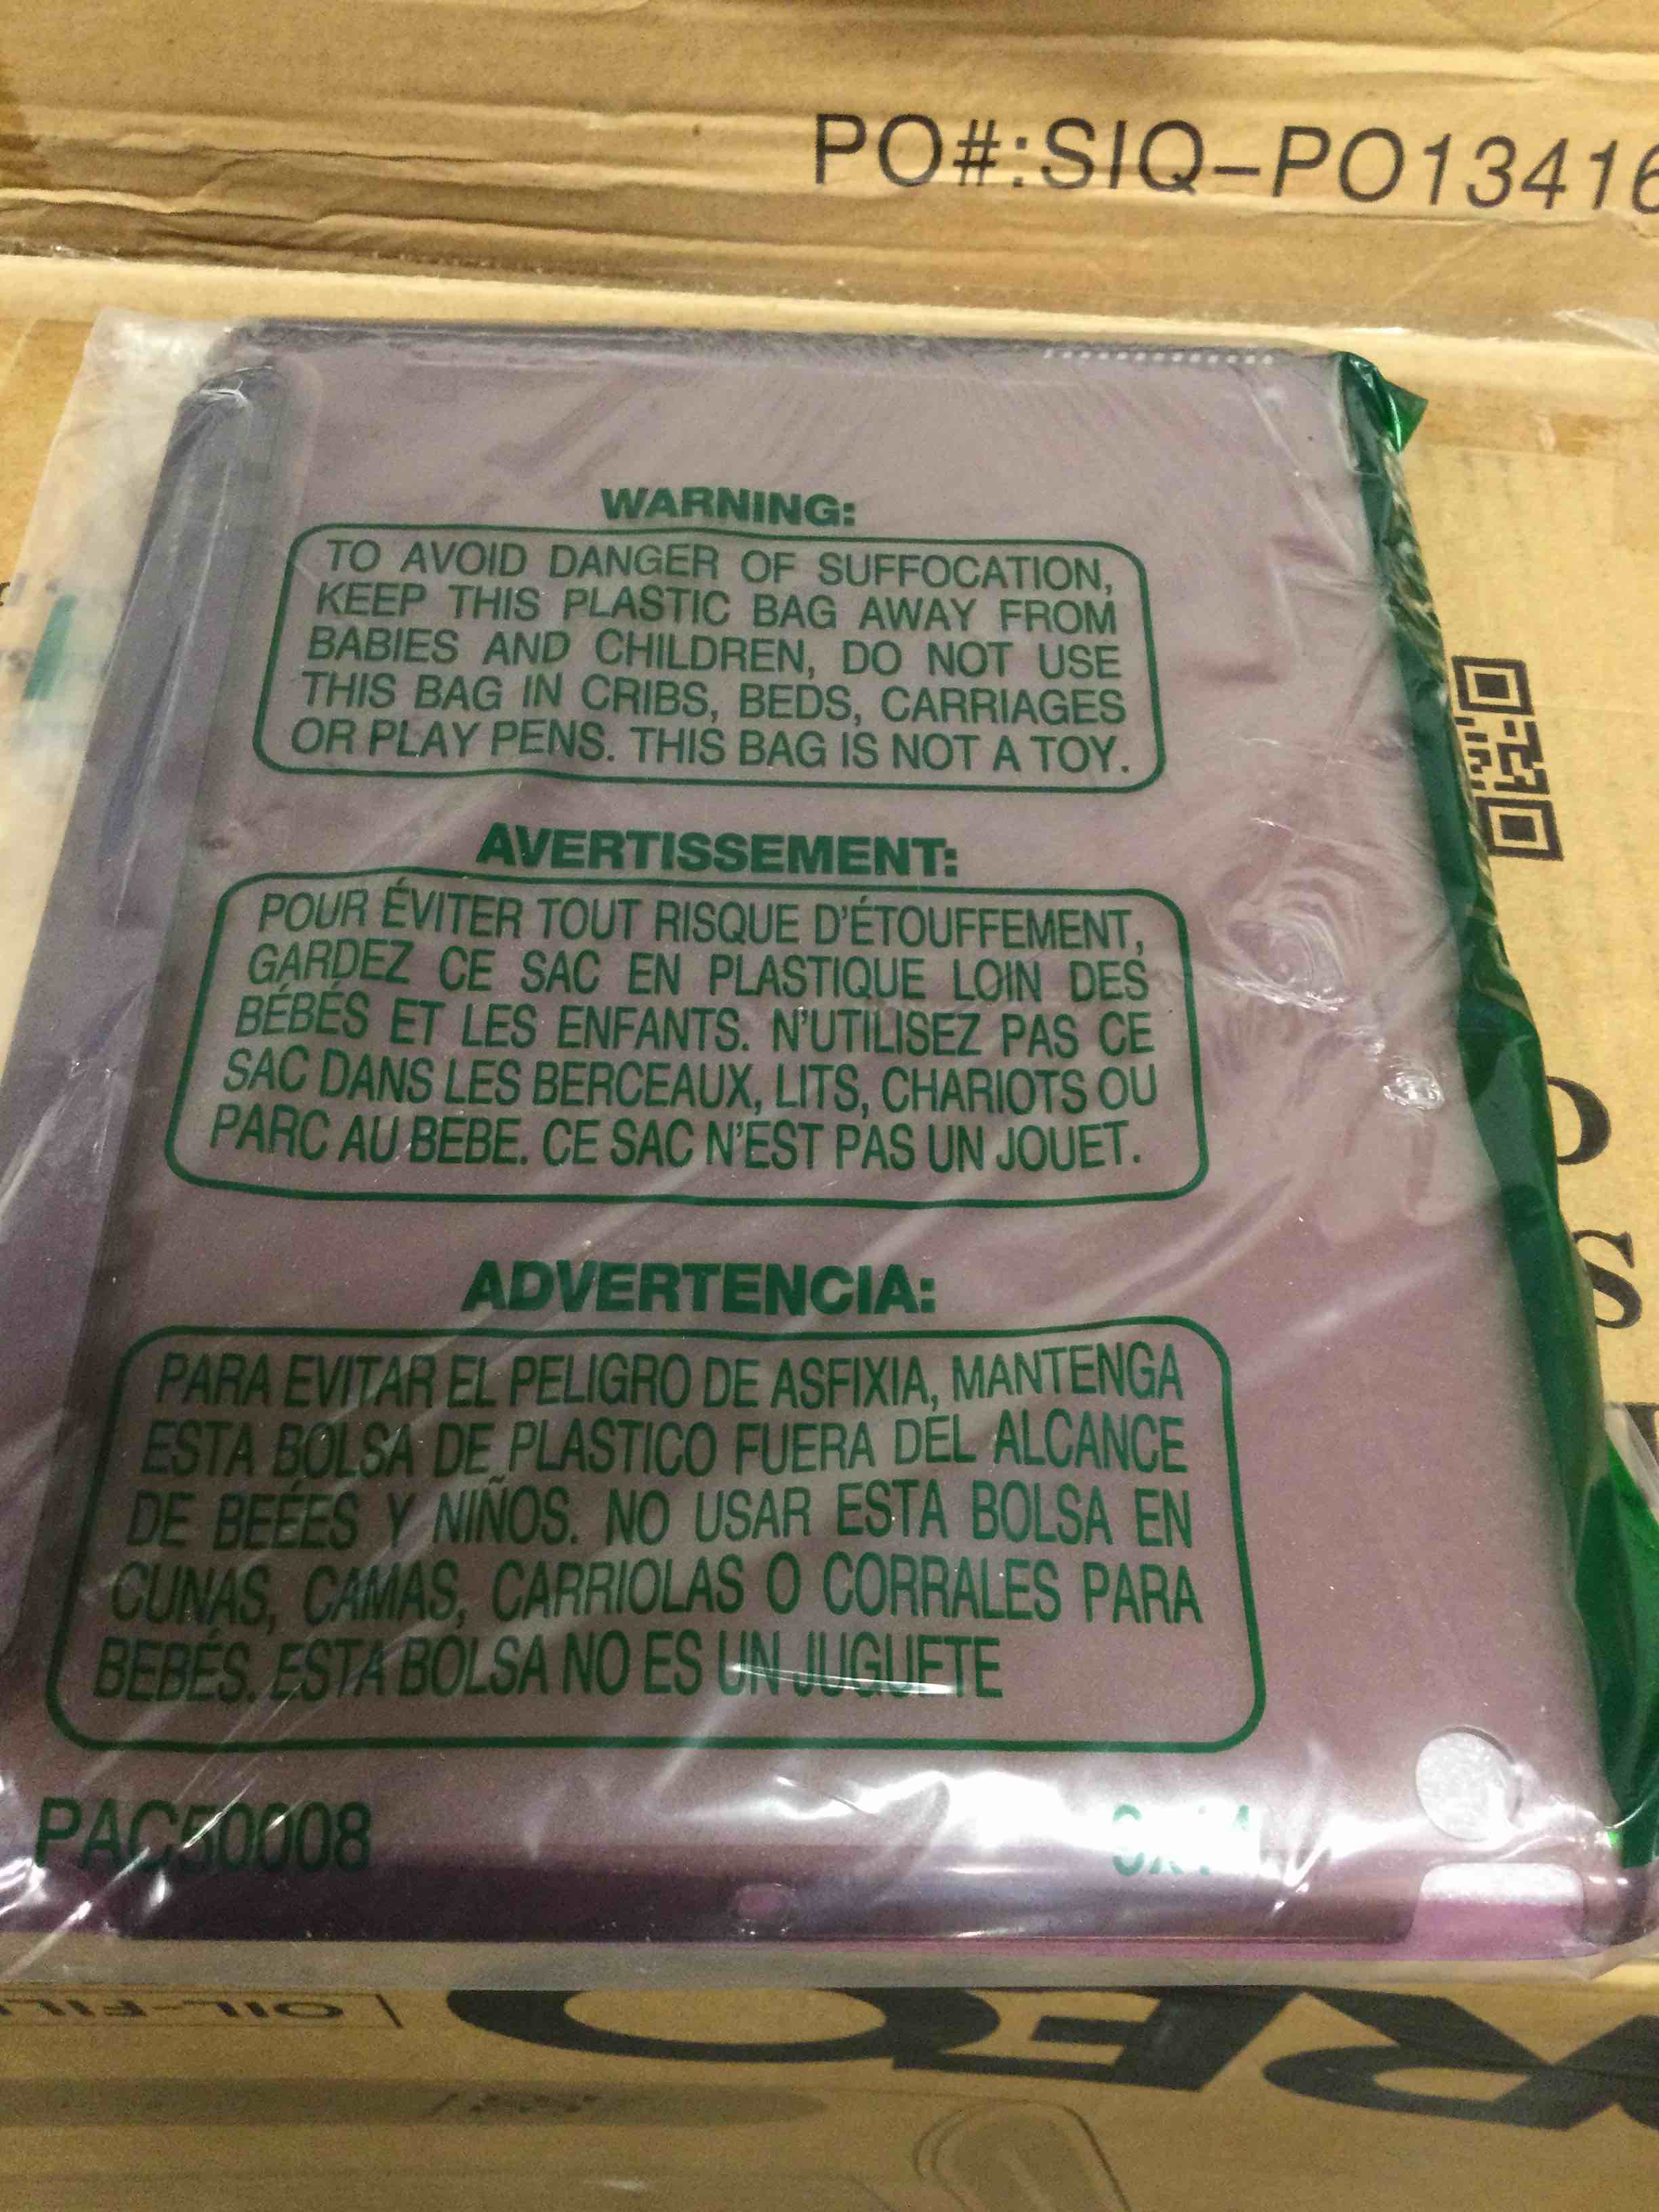 PO#:SIQ-PO13416
WARNING:
TO AVOID DANGER OF SUFFOCATION,
KEEP THIS PLASTIC BAG AWAY FROM
BABIES AND CHILDREN, DO NOT USE
THIS BAG IN CRIBS, BEDS, CARRIAGES
OR PLAY PENS. THIS BAG IS NOT A TOY.
AVERTISSEMENT:
POUR ÉVITER TOUT RISQUE D'ÉTOUFFEMENT,
GARDEZ CE SAC EN PLASTIQUE LOIN DES
BÉBÉS ET LES ENFANTS. N'UTILISEZ PAS CE
SAC DANS LES BERCEAUX, LITS, CHARIOTS OU
PARC AU BEBE. CE SAC N'EST PAS UN JOUET.
ADVERTENCIA:
PARA EVITAR EL PELIGRO DE ASFIXIA, MANTENGA
ESTA BOLSA DE PLASTICO FUERA DEL ALCANCE
DE BEÉES Y NIÑOS. NO USAR ESTA BOLSA EN
CUNAS, CAMAS, CARRIOLAS O CORRALES PARA
BEBÉS. ESTA BOLSA NO ES UN JUGUETE
PAC50008